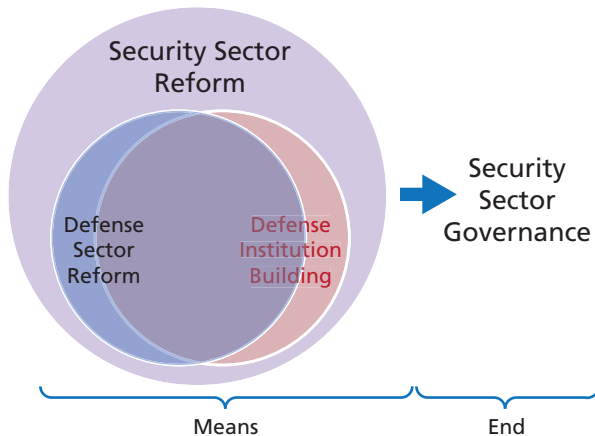 Security Sector
Reform
Defense
Sector
Reform
Defense
Institution
Building
Security
Sector
Governance
Means
End